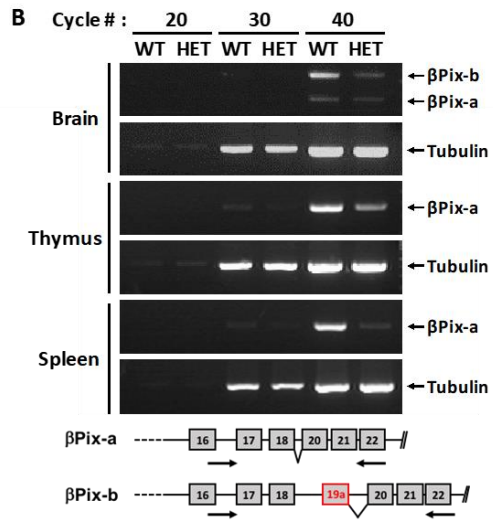 B
Cycle # : 20 30 40
WT HET WT HET WT HET
Brain
←βPix-b
←βPix-a
←Tubulin
Thymus
←βPix-a
←Tubulin
Spleen
←βPix-a
←Tubulin
βPix-a 16 17 18 20 21 22
βPix-b 16 17 18 19a 20 21 22